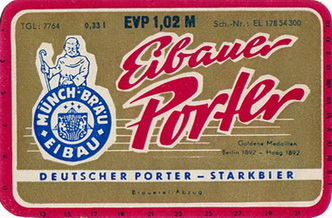 TGL: 7764 0,33 l EVP 1,02 M Sch.-Nr.: EL 178 54 300
Eibauer
Porter
MÜNCH-BRÄU
EIBAU
Goldene Medaillen
Berlin 1892 - Haag 1892
DEUTSCHER PORTER – STARKBIER
Brauerei-Abzug